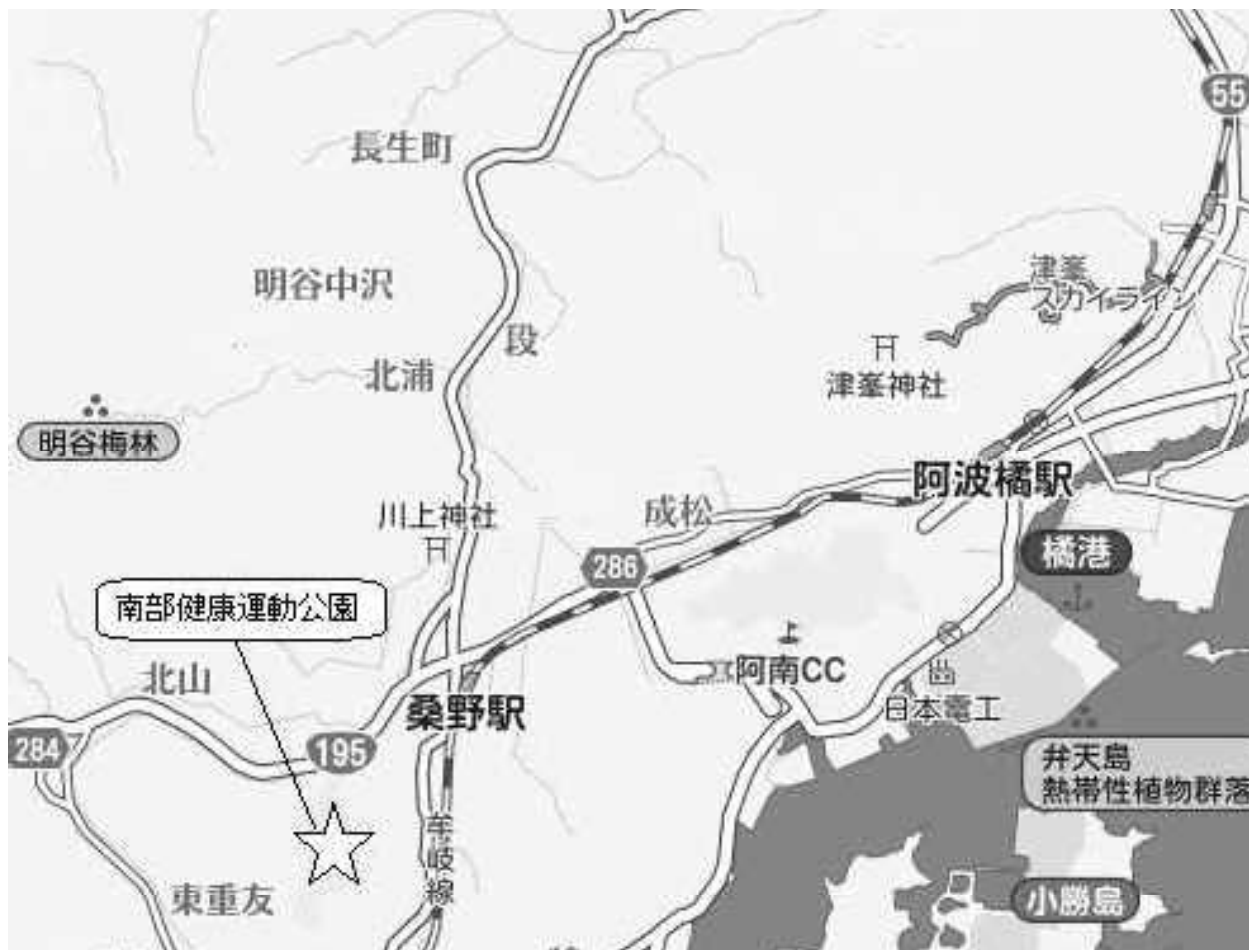 55
長生町
津峯
スカイライン
明谷中沢
段
津峯神社
北浦
明谷梅林
阿波橘駅
成松
川上神社
橘港
286
南部健康運動公園
阿南CC
北山
日本電工
桑野駅
284
195
弁天島
熱帯性植物群落
牟岐線
東重友
小勝島